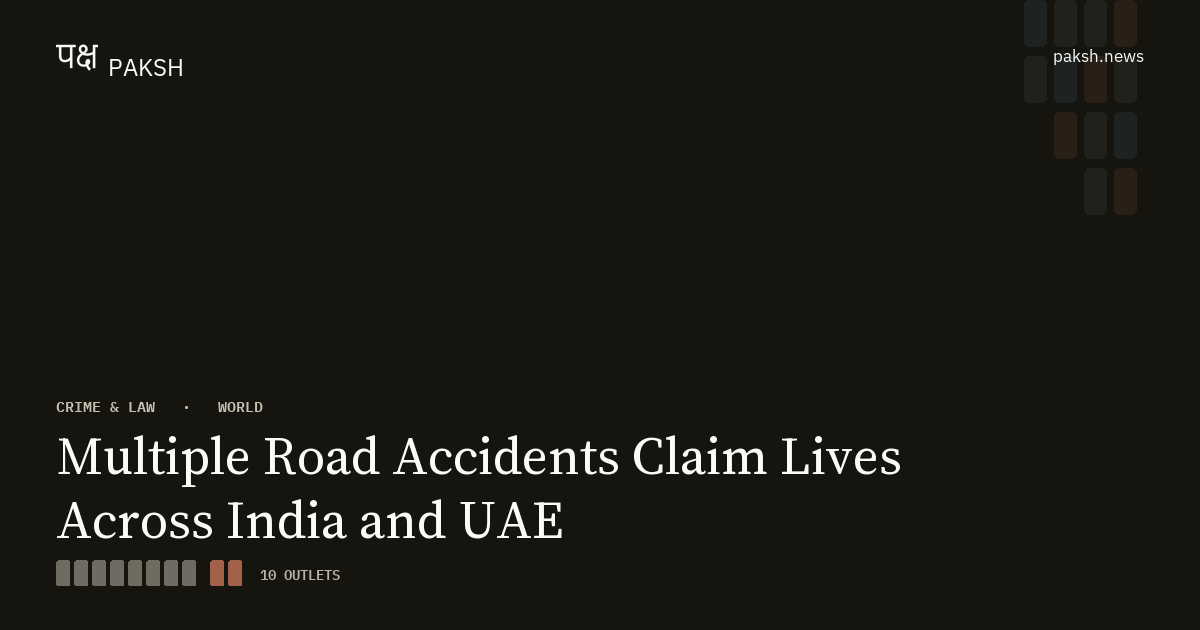 पक्ष PAKSH
paksh.news
CRIME & LAW · WORLD
Multiple Road Accidents Claim Lives
Across India and UAE
10 OUTLETS